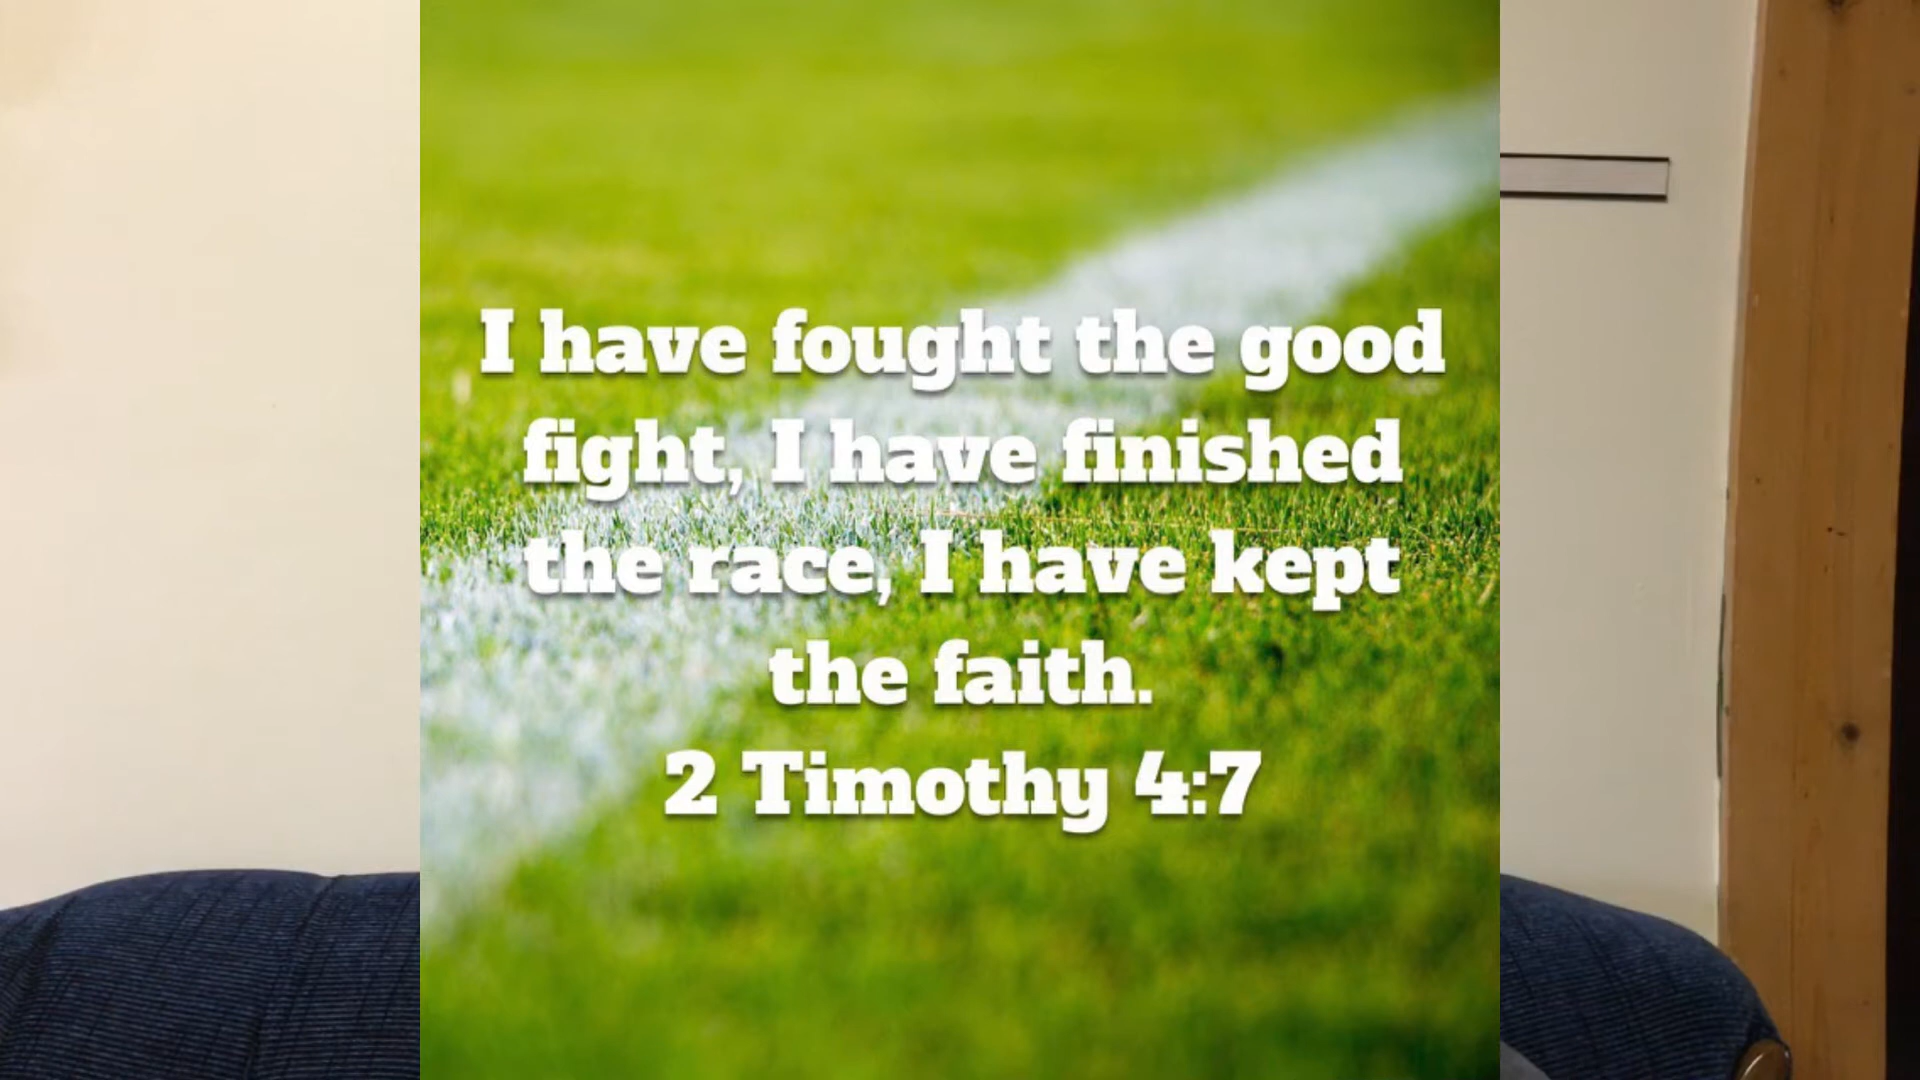 I have fought the good
fight, I have finished
the race, I have kept
the faith.
2 Timothy 4:7